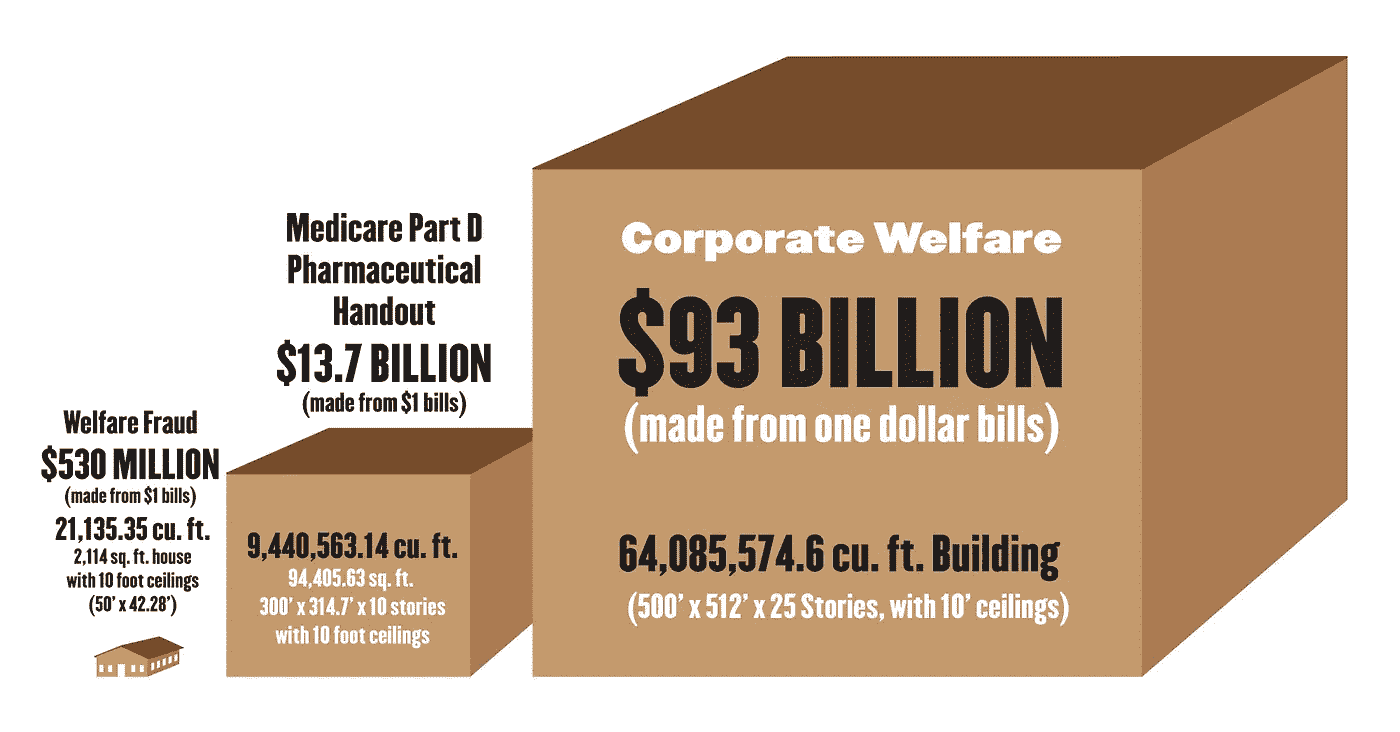 Welfare Fraud
$530 MILLION
(made from $1 bills)
21,135.35 cu. ft.
2,114 sq. ft. house
with 10 foot ceilings
(50’ x 42.28’)
Medicare Part D
Pharmaceutical
Handout
$13.7 BILLION
(made from $1 bills)
9,440,563.14 cu. ft.
94,405.63 sq. ft.
300’ x 314.7’ x 10 stories
with 10 foot ceilings
Corporate Welfare
$93 BILLION
(made from one dollar bills)
64,085,574.6 cu. ft. Building
(500’ x 512’ x 25 Stories, with 10’ ceilings)